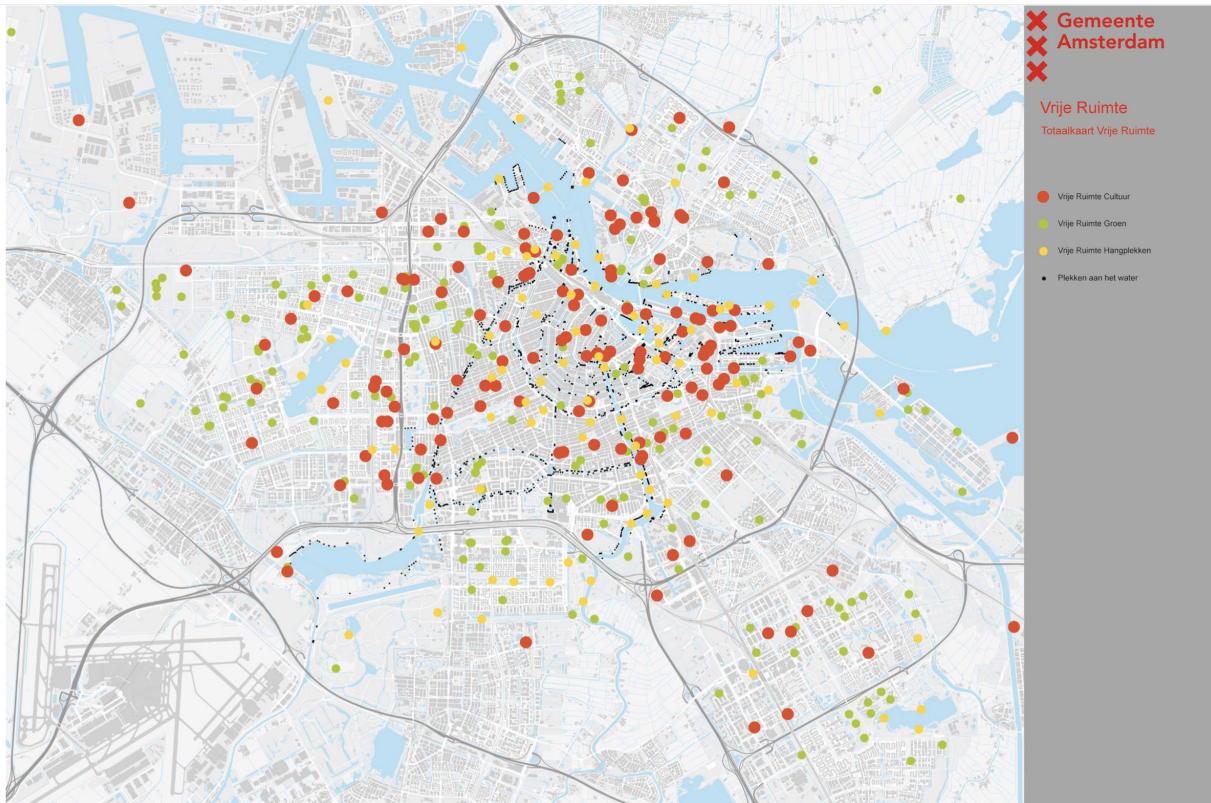 Gemeente
Amsterdam
Vrije Ruimte
Totaalkaart Vrije Ruimte
Vrije Ruimte Cultuur
Vrije Ruimte Groen
Vrije Ruimte Hangplekken
Plekken aan het water